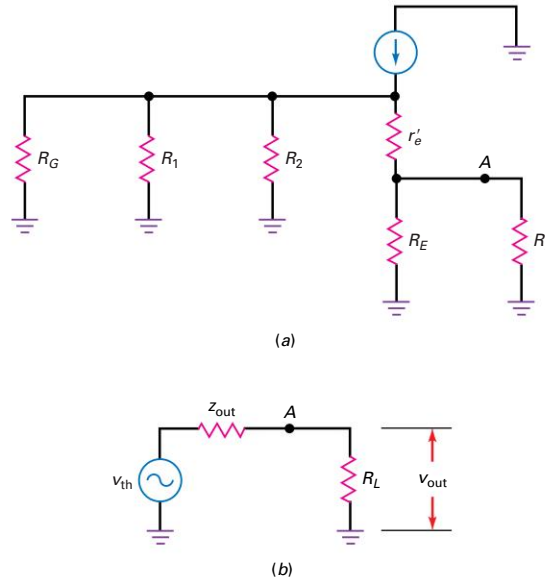 R_G
R_1
R_2
r'_e
A
R_E
R
(a)
z_out
A
v_th
R_L
v_out
(b)